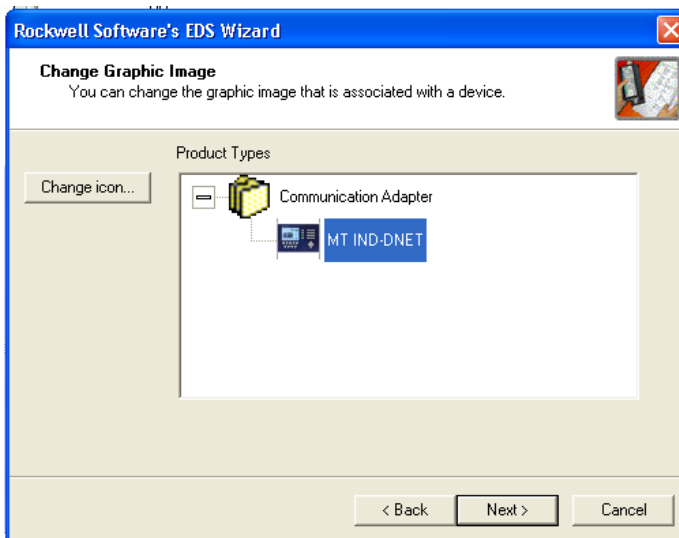 Rockwell Software's EDS Wizard
Change Graphic Image
You can change the graphic image that is associated with a device.
Product Types
Change icon...
Communication Adapter
MT IND-DNET
< Back
Next >
Cancel